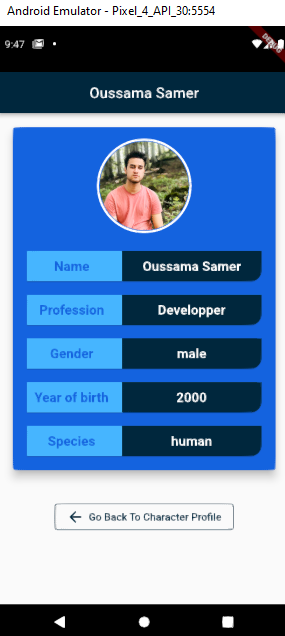 Android Emulator - Pixel_4_API_30:5554
9:47
DEBUG
Oussama Samer
Name Oussama Samer
Profession Developper
Gender male
Year of birth 2000
Species human
Go Back To Character Profile